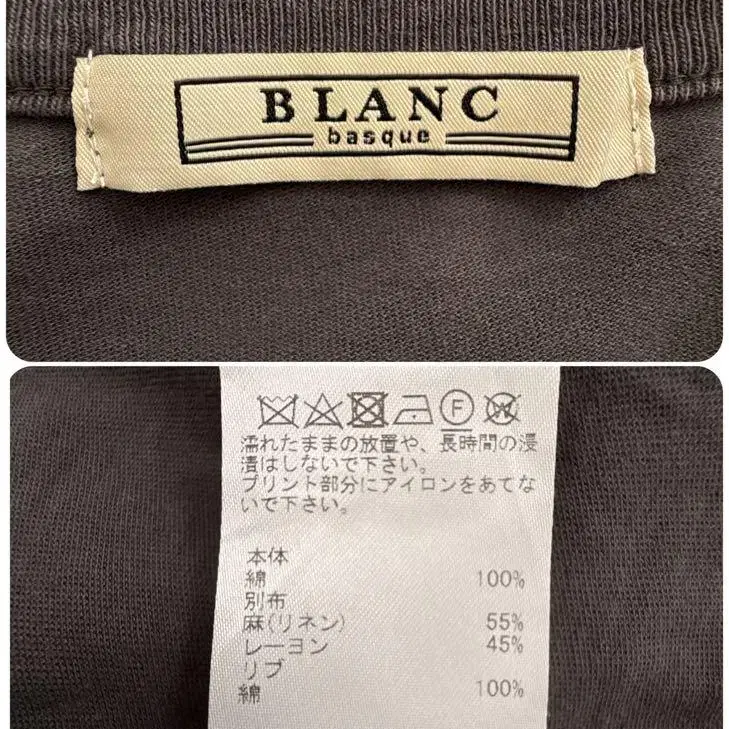 BLANC
basque
F W
濡れたままの放置や、長時間の浸
漬はしないで下さい。
プリント部分にアイロンをあてな
いで下さい。
本体
綿 100%
別布
麻(リネン) 55%
レーヨン 45%
リブ
綿 100%